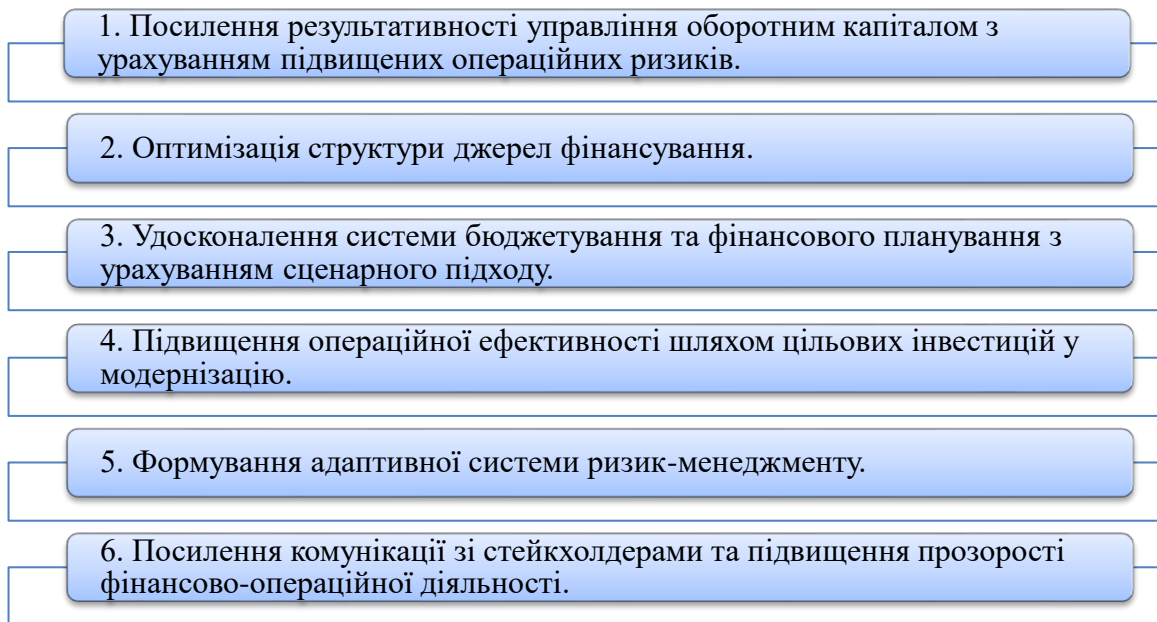 1. Посилення результативності управління оборотним капіталом з
урахуванням підвищених операційних ризиків.
2. Оптимізація структури джерел фінансування.
3. Удосконалення системи бюджетування та фінансового планування з
урахуванням сценарного підходу.
4. Підвищення операційної ефективності шляхом цільових інвестицій у
модернізацію.
5. Формування адаптивної системи ризик-менеджменту.
6. Посилення комунікації зі стейкхолдерами та підвищення прозорості
фінансово-операційної діяльності.